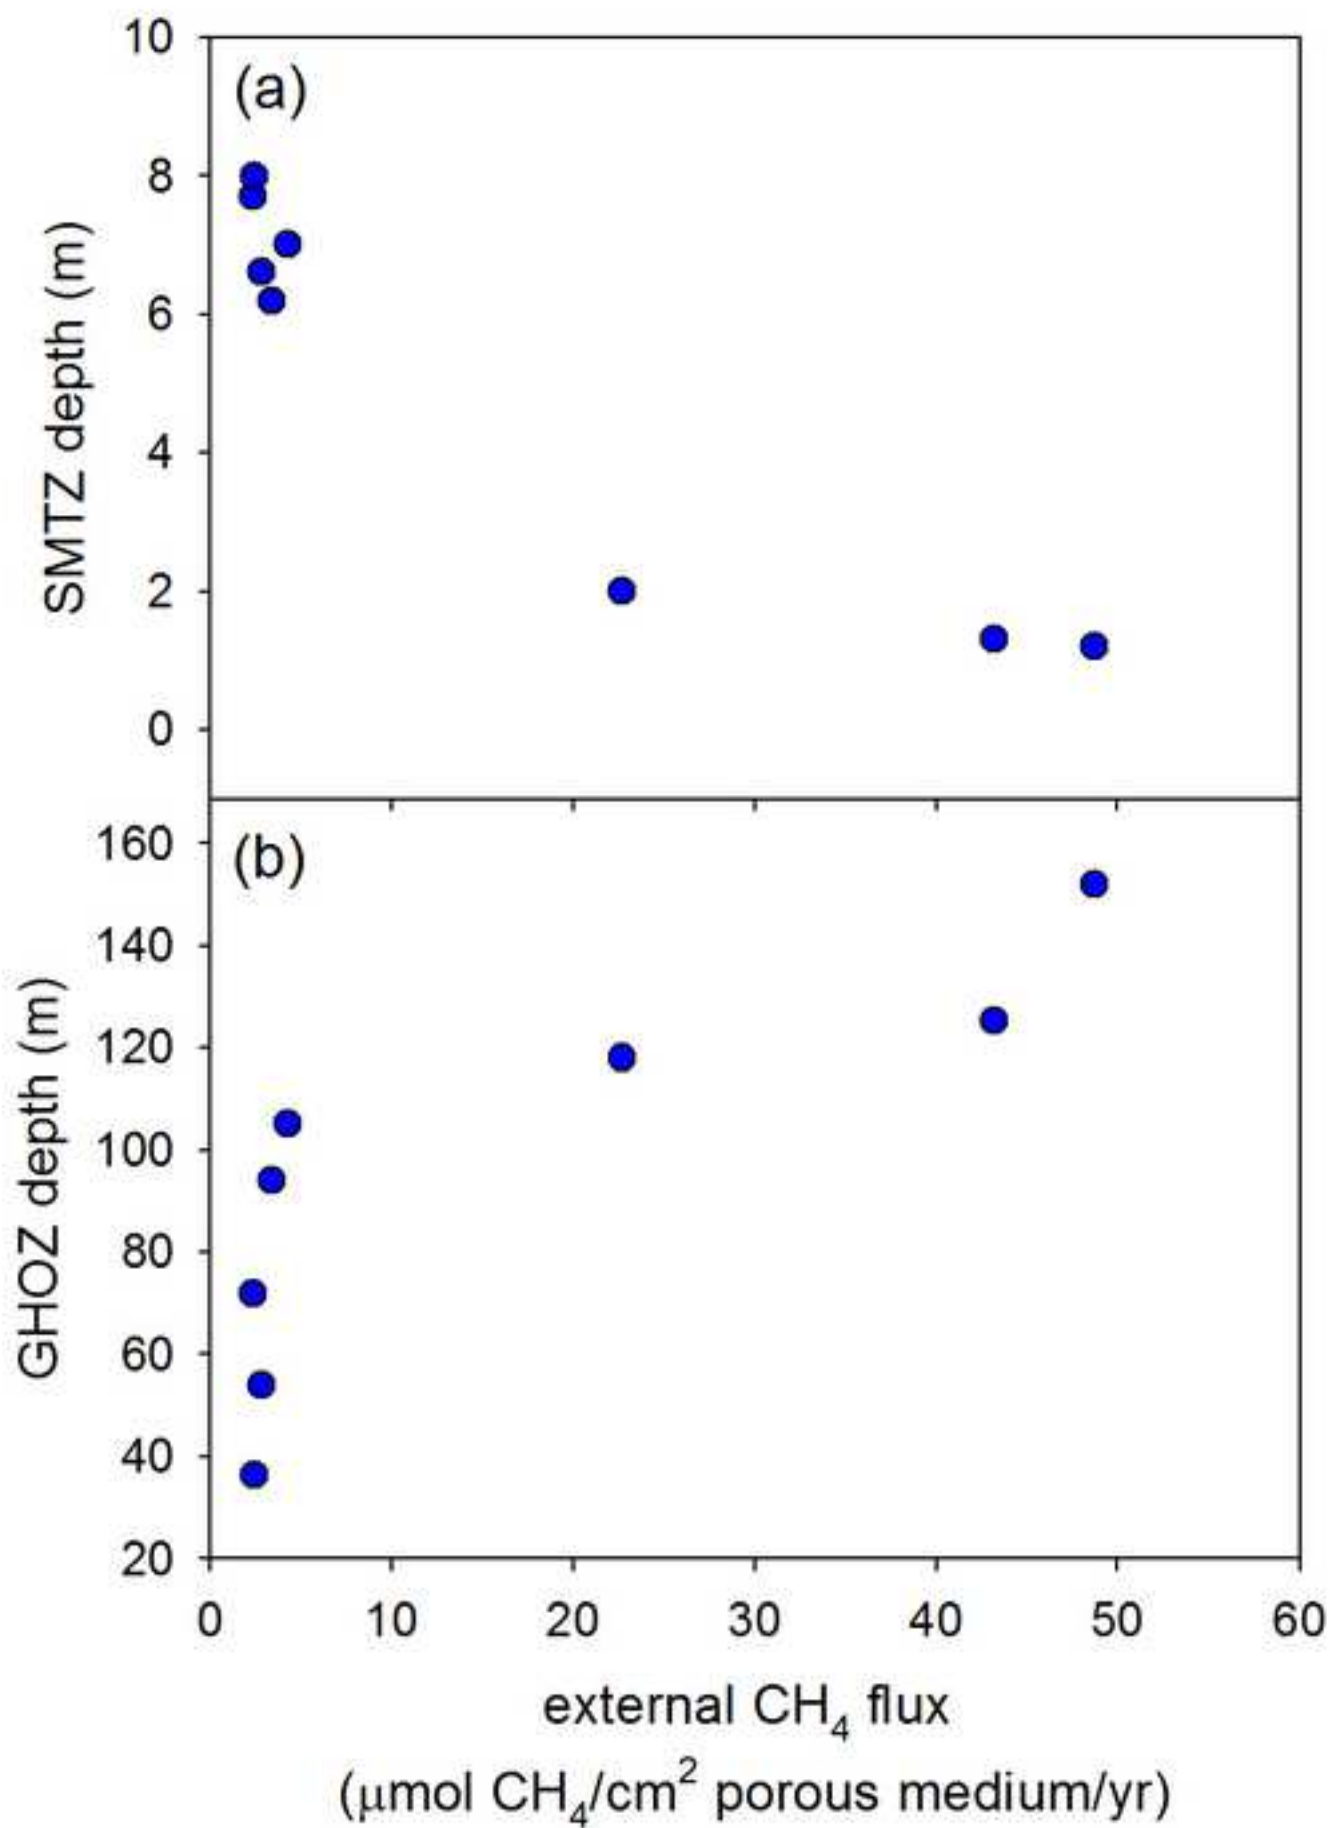 10
(a)
8
6
4
2
0
SMTZ depth (m)
160
(b)
140
120
100
80
60
40
20
GHOZ depth (m)
0 10 20 30 40 50 60
external CH₄ flux
(μmol CH₄/cm² porous medium/yr)